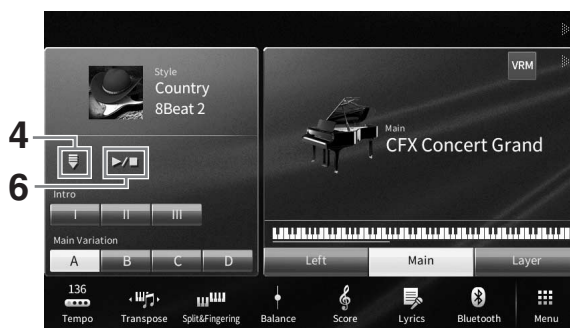 VRM
Style
Country
8Beat 2
Main
CFX Concert Grand
4
6
Intro
I II III
Main Variation
A B C D
Left Main Layer
136
Tempo Transpose Split&Fingering Balance Score Lyrics Bluetooth Menu